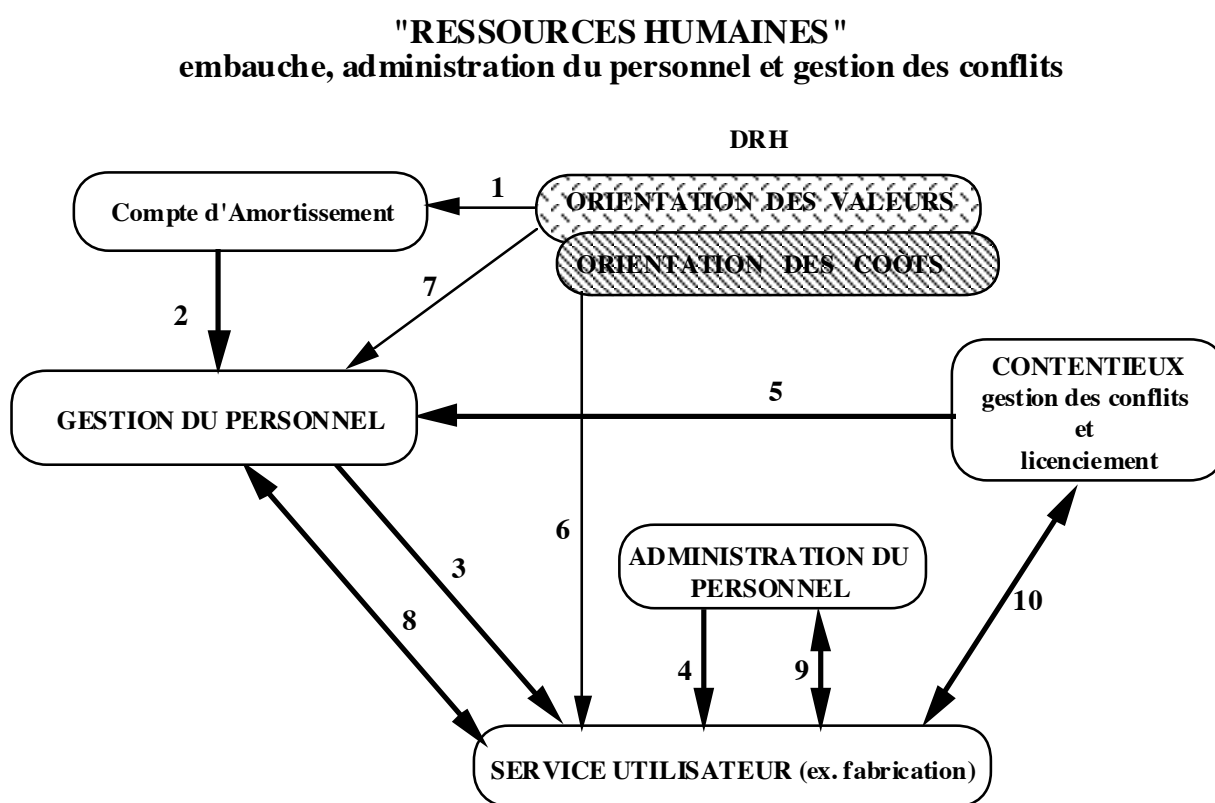 "RESSOURCES HUMAINES"
embauche, administration du personnel et gestion des conflits
DRH
1
ORIENTATION DES VALEURS
Compte d'Amortissement
ORIENTATION DES COÒTS
7
2
CONTENTIEUX
gestion des conflits
et
licenciement
5
GESTION DU PERSONNEL
6
ADMINISTRATION DU
PERSONNEL
3
10
8
4
9
SERVICE UTILISATEUR (ex. fabrication)